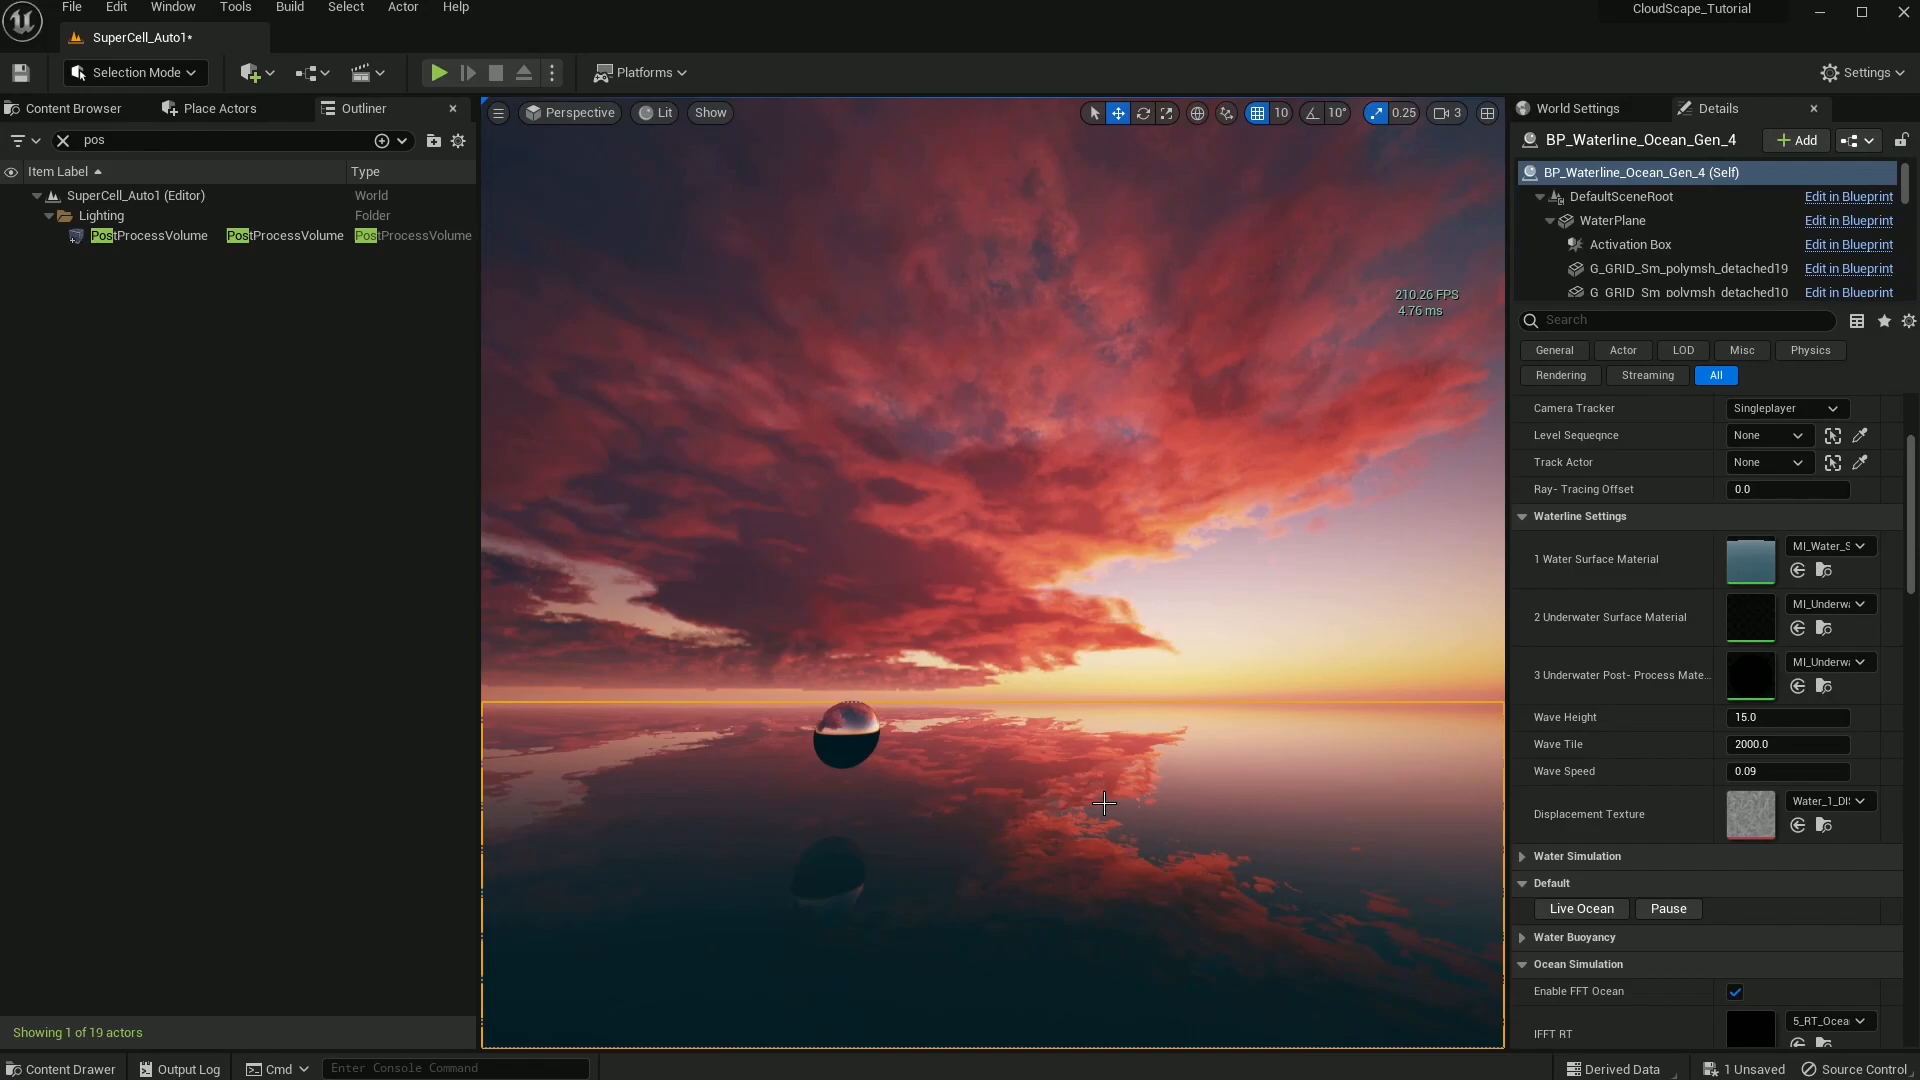 File Edit Window Tools Build Select Actor Help
CloudScape_Tutorial
SuperCell_Auto1*
Selection Mode
Platforms
Settings
Content Browser
Place Actors
Outliner
Perspective
Lit
Show
10
10°
0.25
3
World Settings
Details
pos
BP_Waterline_Ocean_Gen_4
Add
Item Label
Type
BP_Waterline_Ocean_Gen_4 (Self)
SuperCell_Auto1 (Editor) World
DefaultSceneRoot Edit in Blueprint
Lighting Folder
WaterPlane Edit in Blueprint
PostProcessVolume PostProcessVolume PostProcessVolume
Activation Box Edit in Blueprint
G_GRID_Sm_polymsh_detached19 Edit in Blueprint
G_GRID_Sm_polymsh_detached10 Edit in Blueprint
210.26 FPS
4.76 ms
Search
General Actor LOD Misc Physics
Rendering Streaming All
Camera Tracker Singleplayer
Level Sequeqnce None
Track Actor None
Ray- Tracing Offset 0.0
Waterline Settings
1 Water Surface Material MI_Water_S
2 Underwater Surface Material MI_Underwa
3 Underwater Post- Process Mate... MI_Underwa
Wave Height 15.0
Wave Tile 2000.0
Wave Speed 0.09
Displacement Texture Water_1_DIS
Water Simulation
Default
Live Ocean Pause
Water Buoyancy
Ocean Simulation
Enable FFT Ocean
IFFT RT 5_RT_Ocea
Showing 1 of 19 actors
Content Drawer
Output Log
Cmd
Enter Console Command
Derived Data
1 Unsaved
Source Control